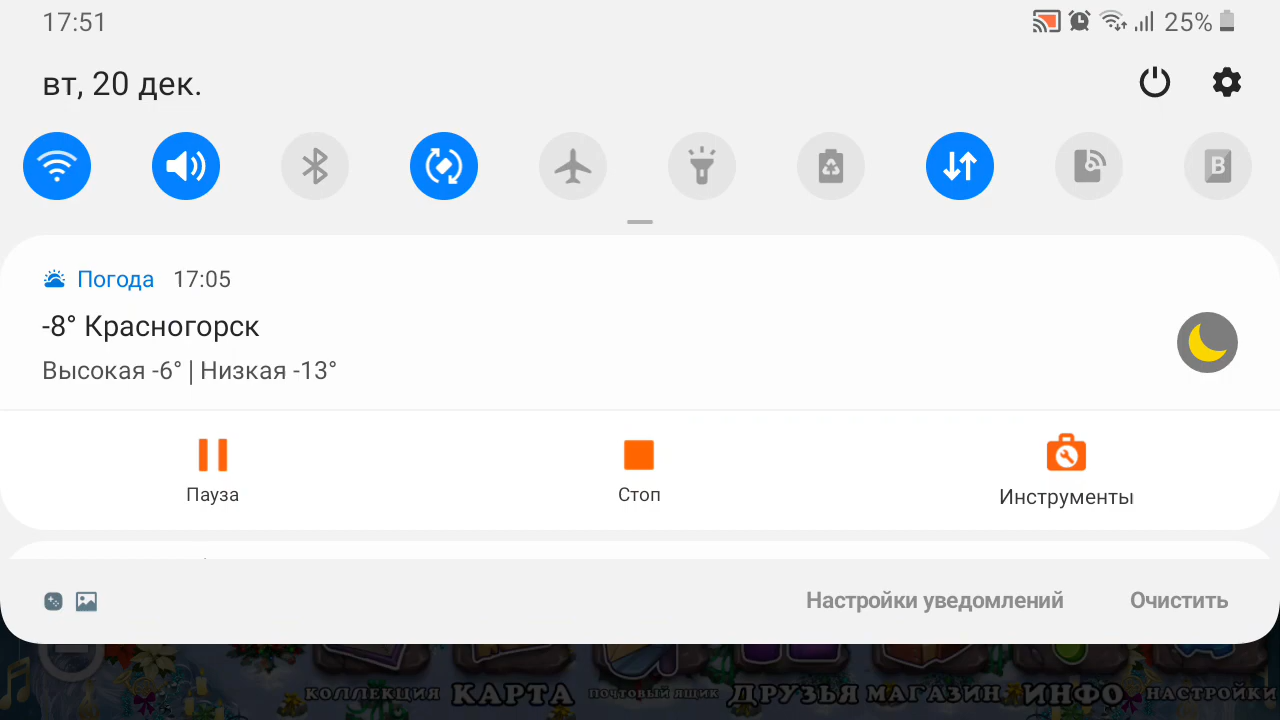 17:51
25%
вт, 20 дек.
B
Погода 17:05
-8° Красногорск
Высокая -6° | Низкая -13°
Пауза
Стоп
Инструменты
Настройки уведомлений
Очистить
КОЛЛЕКЦИЯ
КАРТА
ПОЧТОВЫЙ ЯЩИК
ДРУЗЬЯ
МАГАЗИН
ИНФО
НАСТРОЙКИ